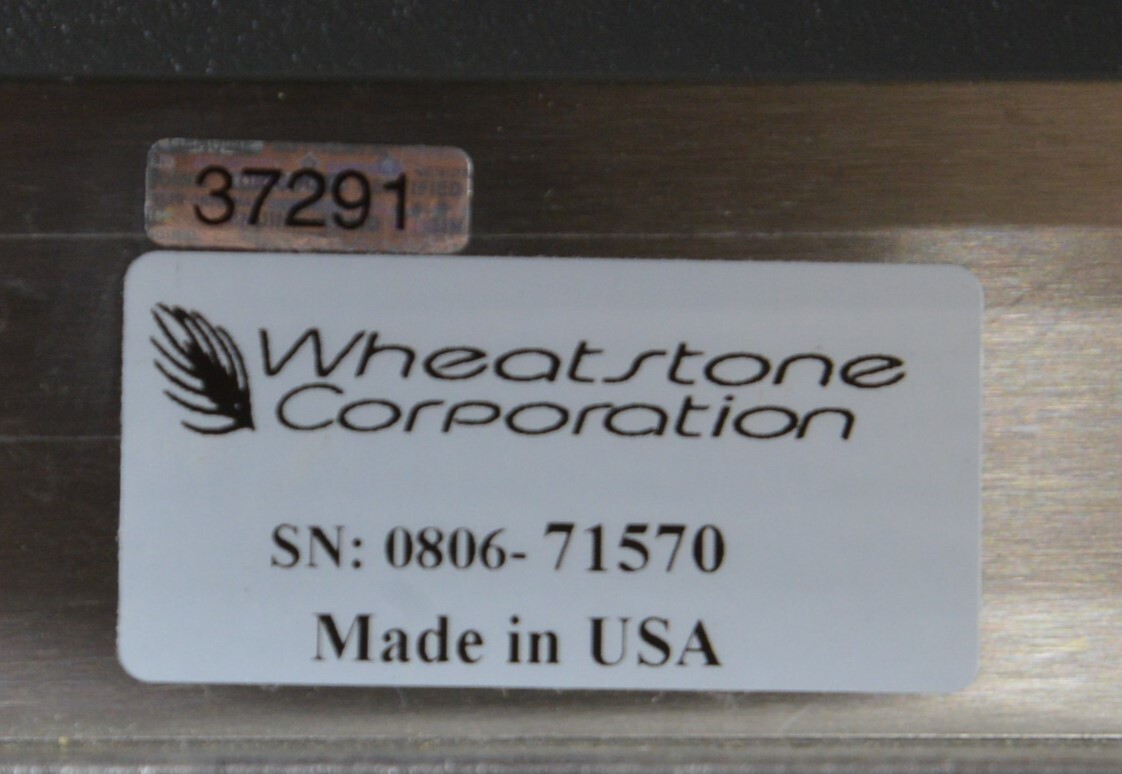 37291
Wheatstone
Corporation
SN: 0806- 71570
Made in USA